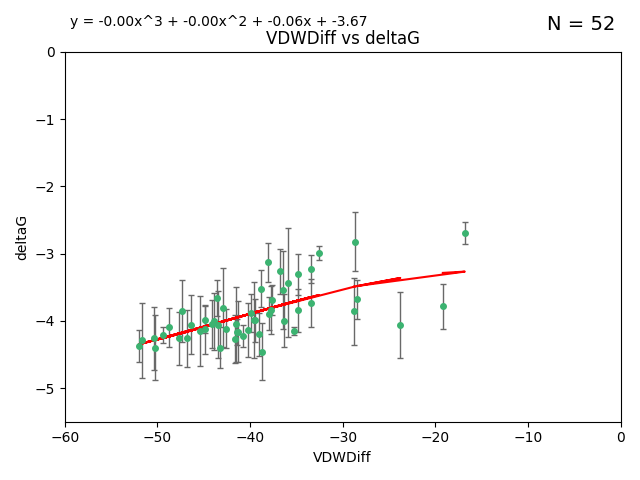 y = -0.00x^3 + -0.00x^2 + -0.06x + -3.67
N = 52
VDWDiff vs deltaG
0
−1
−2
−3
−4
−5
deltaG
−60
−50
−40
−30
−20
−10
0
VDWDiff